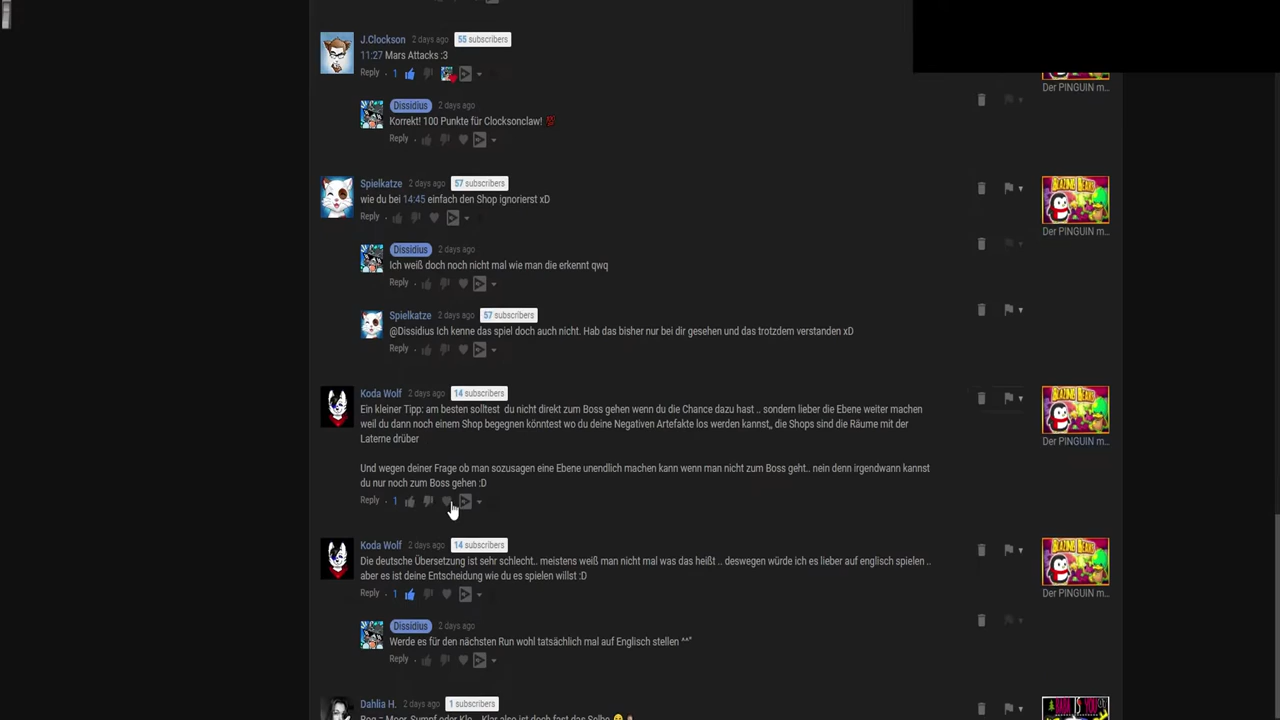 J.Clockson 2 days ago 55 subscribers
11:27 Mars Attacks :3
Reply · 1
Der PINGUIN m...
Dissidius 2 days ago
Korrekt! 100 Punkte für Clocksonclaw! 💯
Reply ·
Spielkatze 2 days ago 57 subscribers
wie du bei 14:45 einfach den Shop ignorierst xD
Reply ·
Der PINGUIN m...
Dissidius 2 days ago
Ich weiß doch noch nicht mal wie man die erkennt qwq
Reply ·
Spielkatze 2 days ago 57 subscribers
@Dissidius Ich kenne das spiel doch auch nicht. Hab das bisher nur bei dir gesehen und das trotzdem verstanden xD
Reply ·
Koda Wolf 2 days ago 14 subscribers
Ein kleiner Tipp: am besten solltest du nicht direkt zum Boss gehen wenn du die Chance dazu hast .. sondern lieber die Ebene weiter machen
weil du dann noch einem Shop begegnen könntest wo du deine Negativen Artefakte los werden kannst,, die Shops sind die Räume mit der
Laterne drüber
Und wegen deiner Frage ob man sozusagen eine Ebene unendlich machen kann wenn man nicht zum Boss geht.. nein denn irgendwann kannst
du nur noch zum Boss gehen :D
Reply · 1
Der PINGUIN m...
Koda Wolf 2 days ago 14 subscribers
Die deutsche Übersetzung ist sehr schlecht.. meistens weiß man nicht mal was das heißt .. deswegen würde ich es lieber auf englisch spielen ..
aber es ist deine Entscheidung wie du es spielen willst :D
Reply · 1
Der PINGUIN m...
Dissidius 2 days ago
Werde es für den nächsten Run wohl tatsächlich mal auf Englisch stellen ^^"
Reply ·
Dahlia H. 2 days ago 1 subscribers